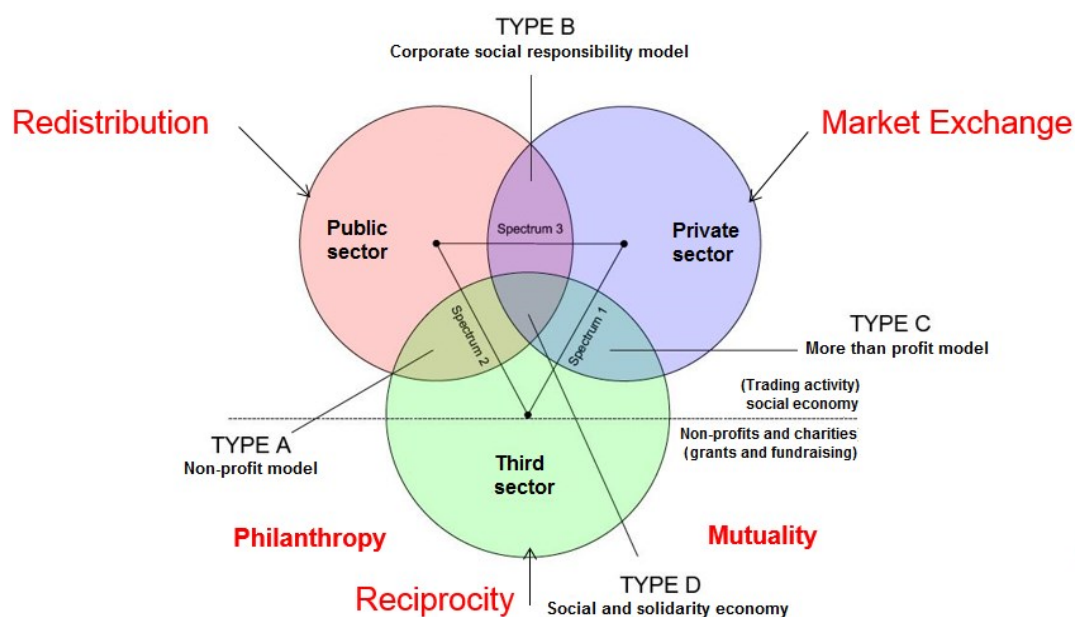 TYPE B
Corporate social responsibility model
Redistribution
Market Exchange
Public
sector
Spectrum 3
Private
sector
Spectrum 2
Spectrum 1
TYPE C
More than profit model
(Trading activity)
social economy
TYPE A
Non-profit model
Non-profits and charities
(grants and fundraising)
Third
sector
Philanthropy
Mutuality
Reciprocity
TYPE D
Social and solidarity economy